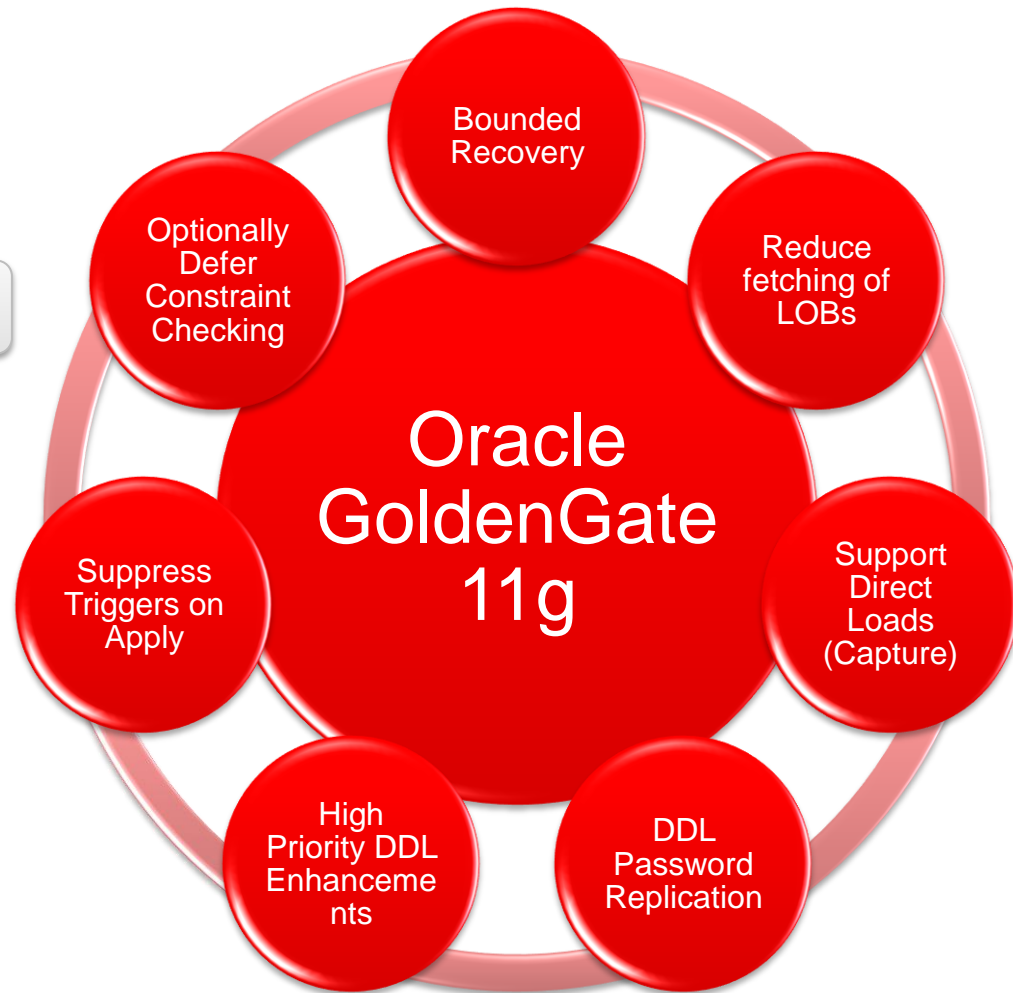 Bounded
Recovery
Reduce
fetching of
LOBs
Support
Direct
Loads
(Capture)
DDL
Password
Replication
High
Priority DDL
Enhanceme
nts
Suppress
Triggers on
Apply
Optionally
Defer
Constraint
Checking
Oracle
GoldenGate
11g